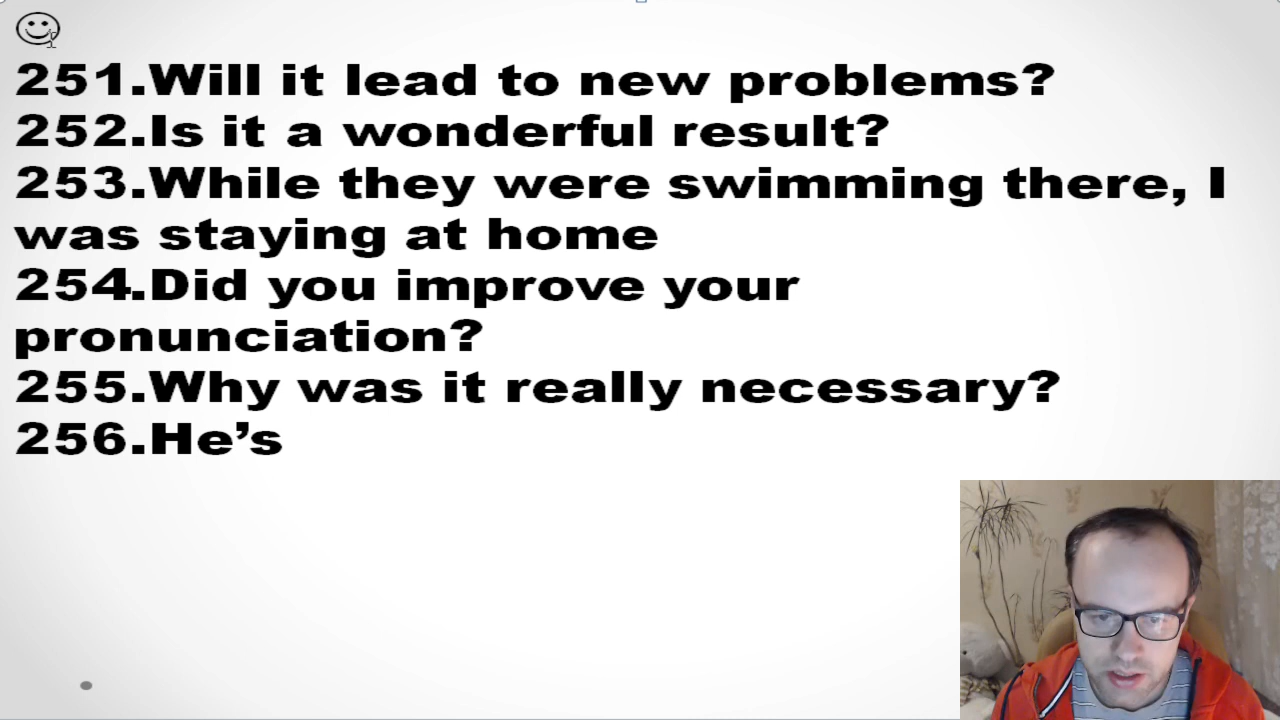 251.Will it lead to new problems?
252.Is it a wonderful result?
253.While they were swimming there, I
was staying at home
254.Did you improve your
pronunciation?
255.Why was it really necessary?
256.He’s